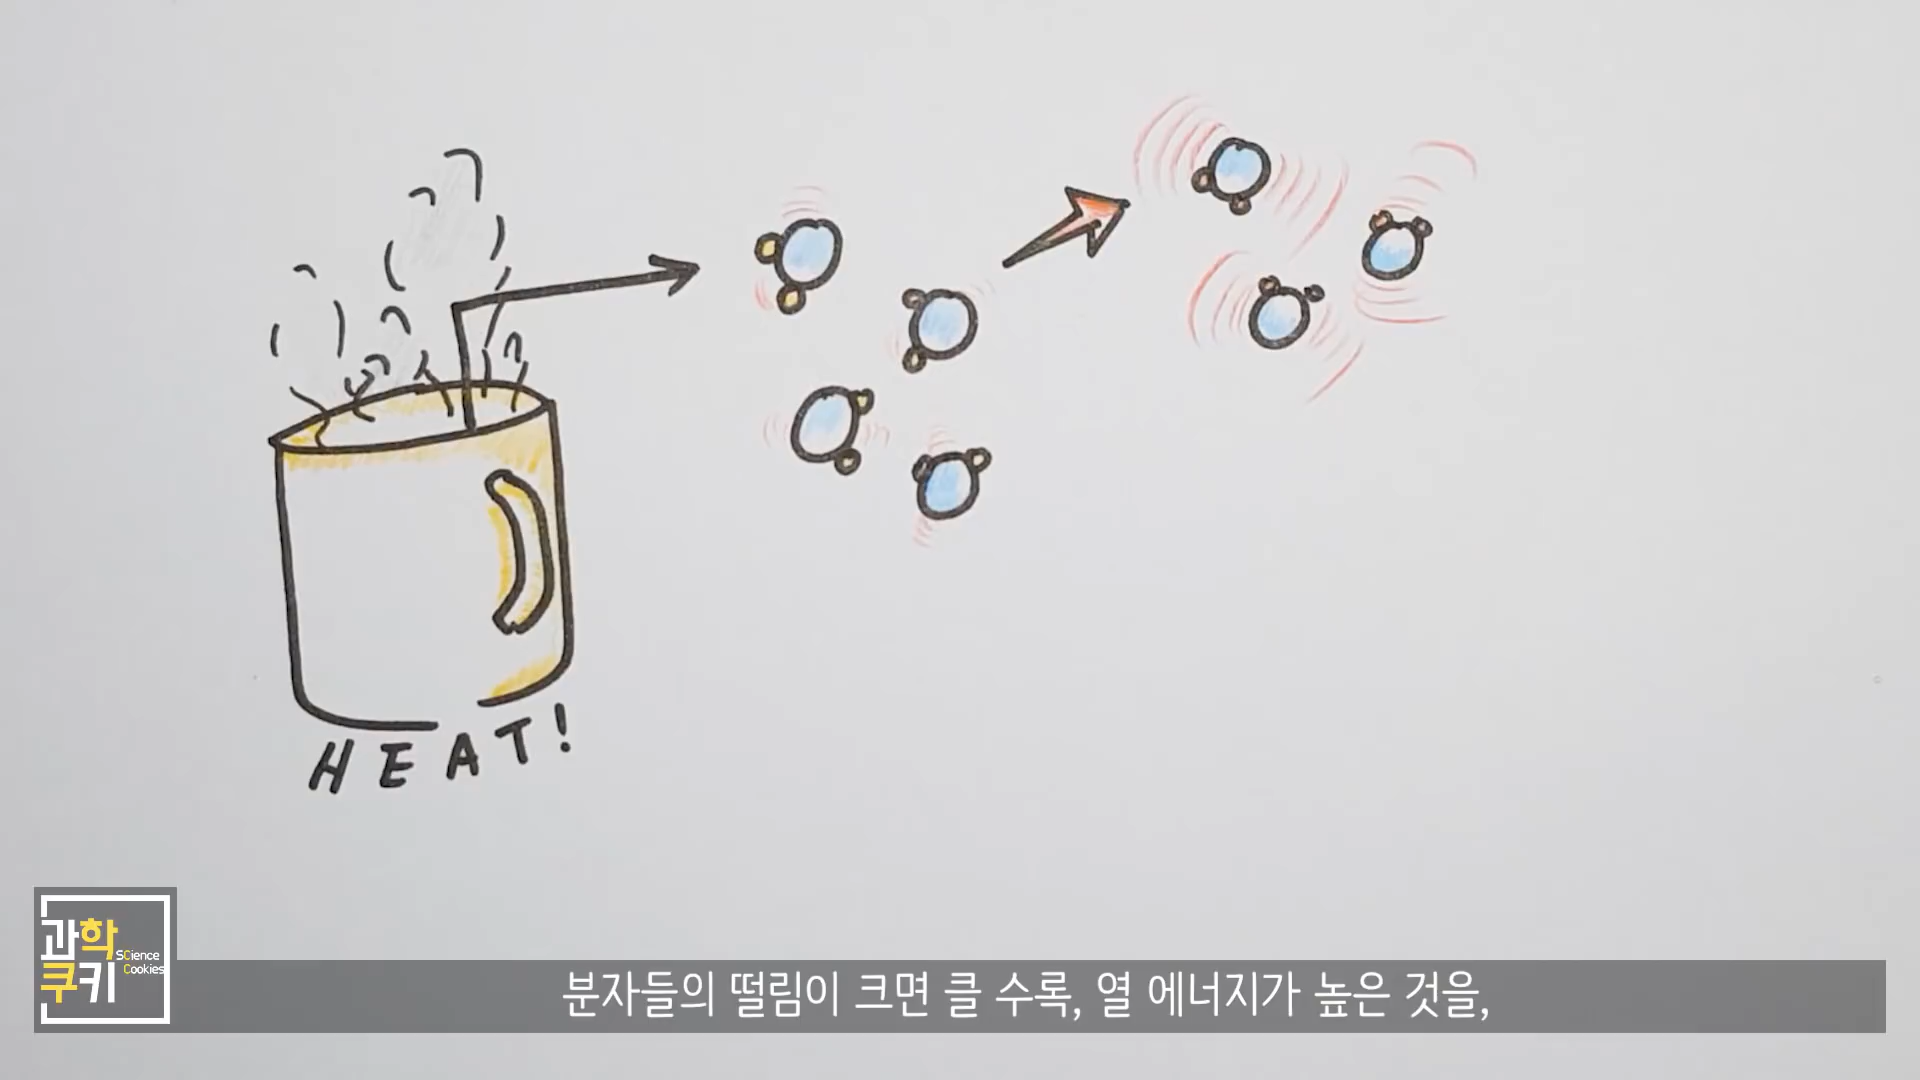 HEAT!
과학
쿠키
Science
Cookies
분자들의 떨림이 크면 클 수록, 열 에너지가 높은 것을,